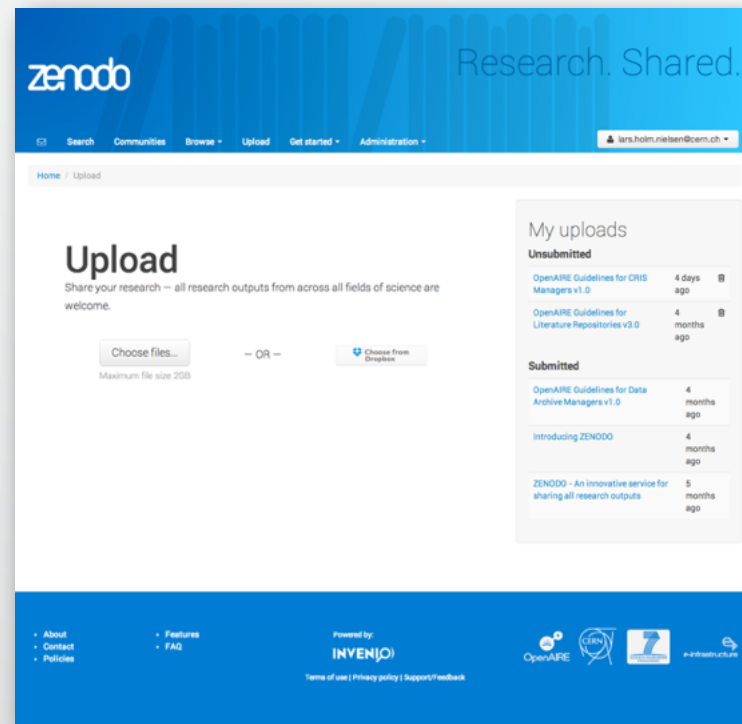 zenodo
Research. Shared.
Search Communities Browse Upload Get started Administration
lars.holm.nielsen@cern.ch
Home / Upload
Upload
Share your research — all research outputs from across all fields of science are
welcome.
Choose files...
— OR —
Choose from
Dropbox
Maximum file size 2GB
My uploads
Unsubmitted
OpenAIRE Guidelines for CRIS
Managers v1.0
4 days
ago
OpenAIRE Guidelines for
Literature Repositories v3.0
4
months
ago
Submitted
OpenAIRE Guidelines for Data
Archive Managers v1.0
4
months
ago
Introducing ZENODO
4
months
ago
ZENODO - An innovative service for
sharing all research outputs
5
months
ago
About
Contact
Policies
Features
FAQ
Powered by:
INVENIO
Terms of use | Privacy policy | Support/Feedback
OpenAIRE
CERN
7
e-infrastructure